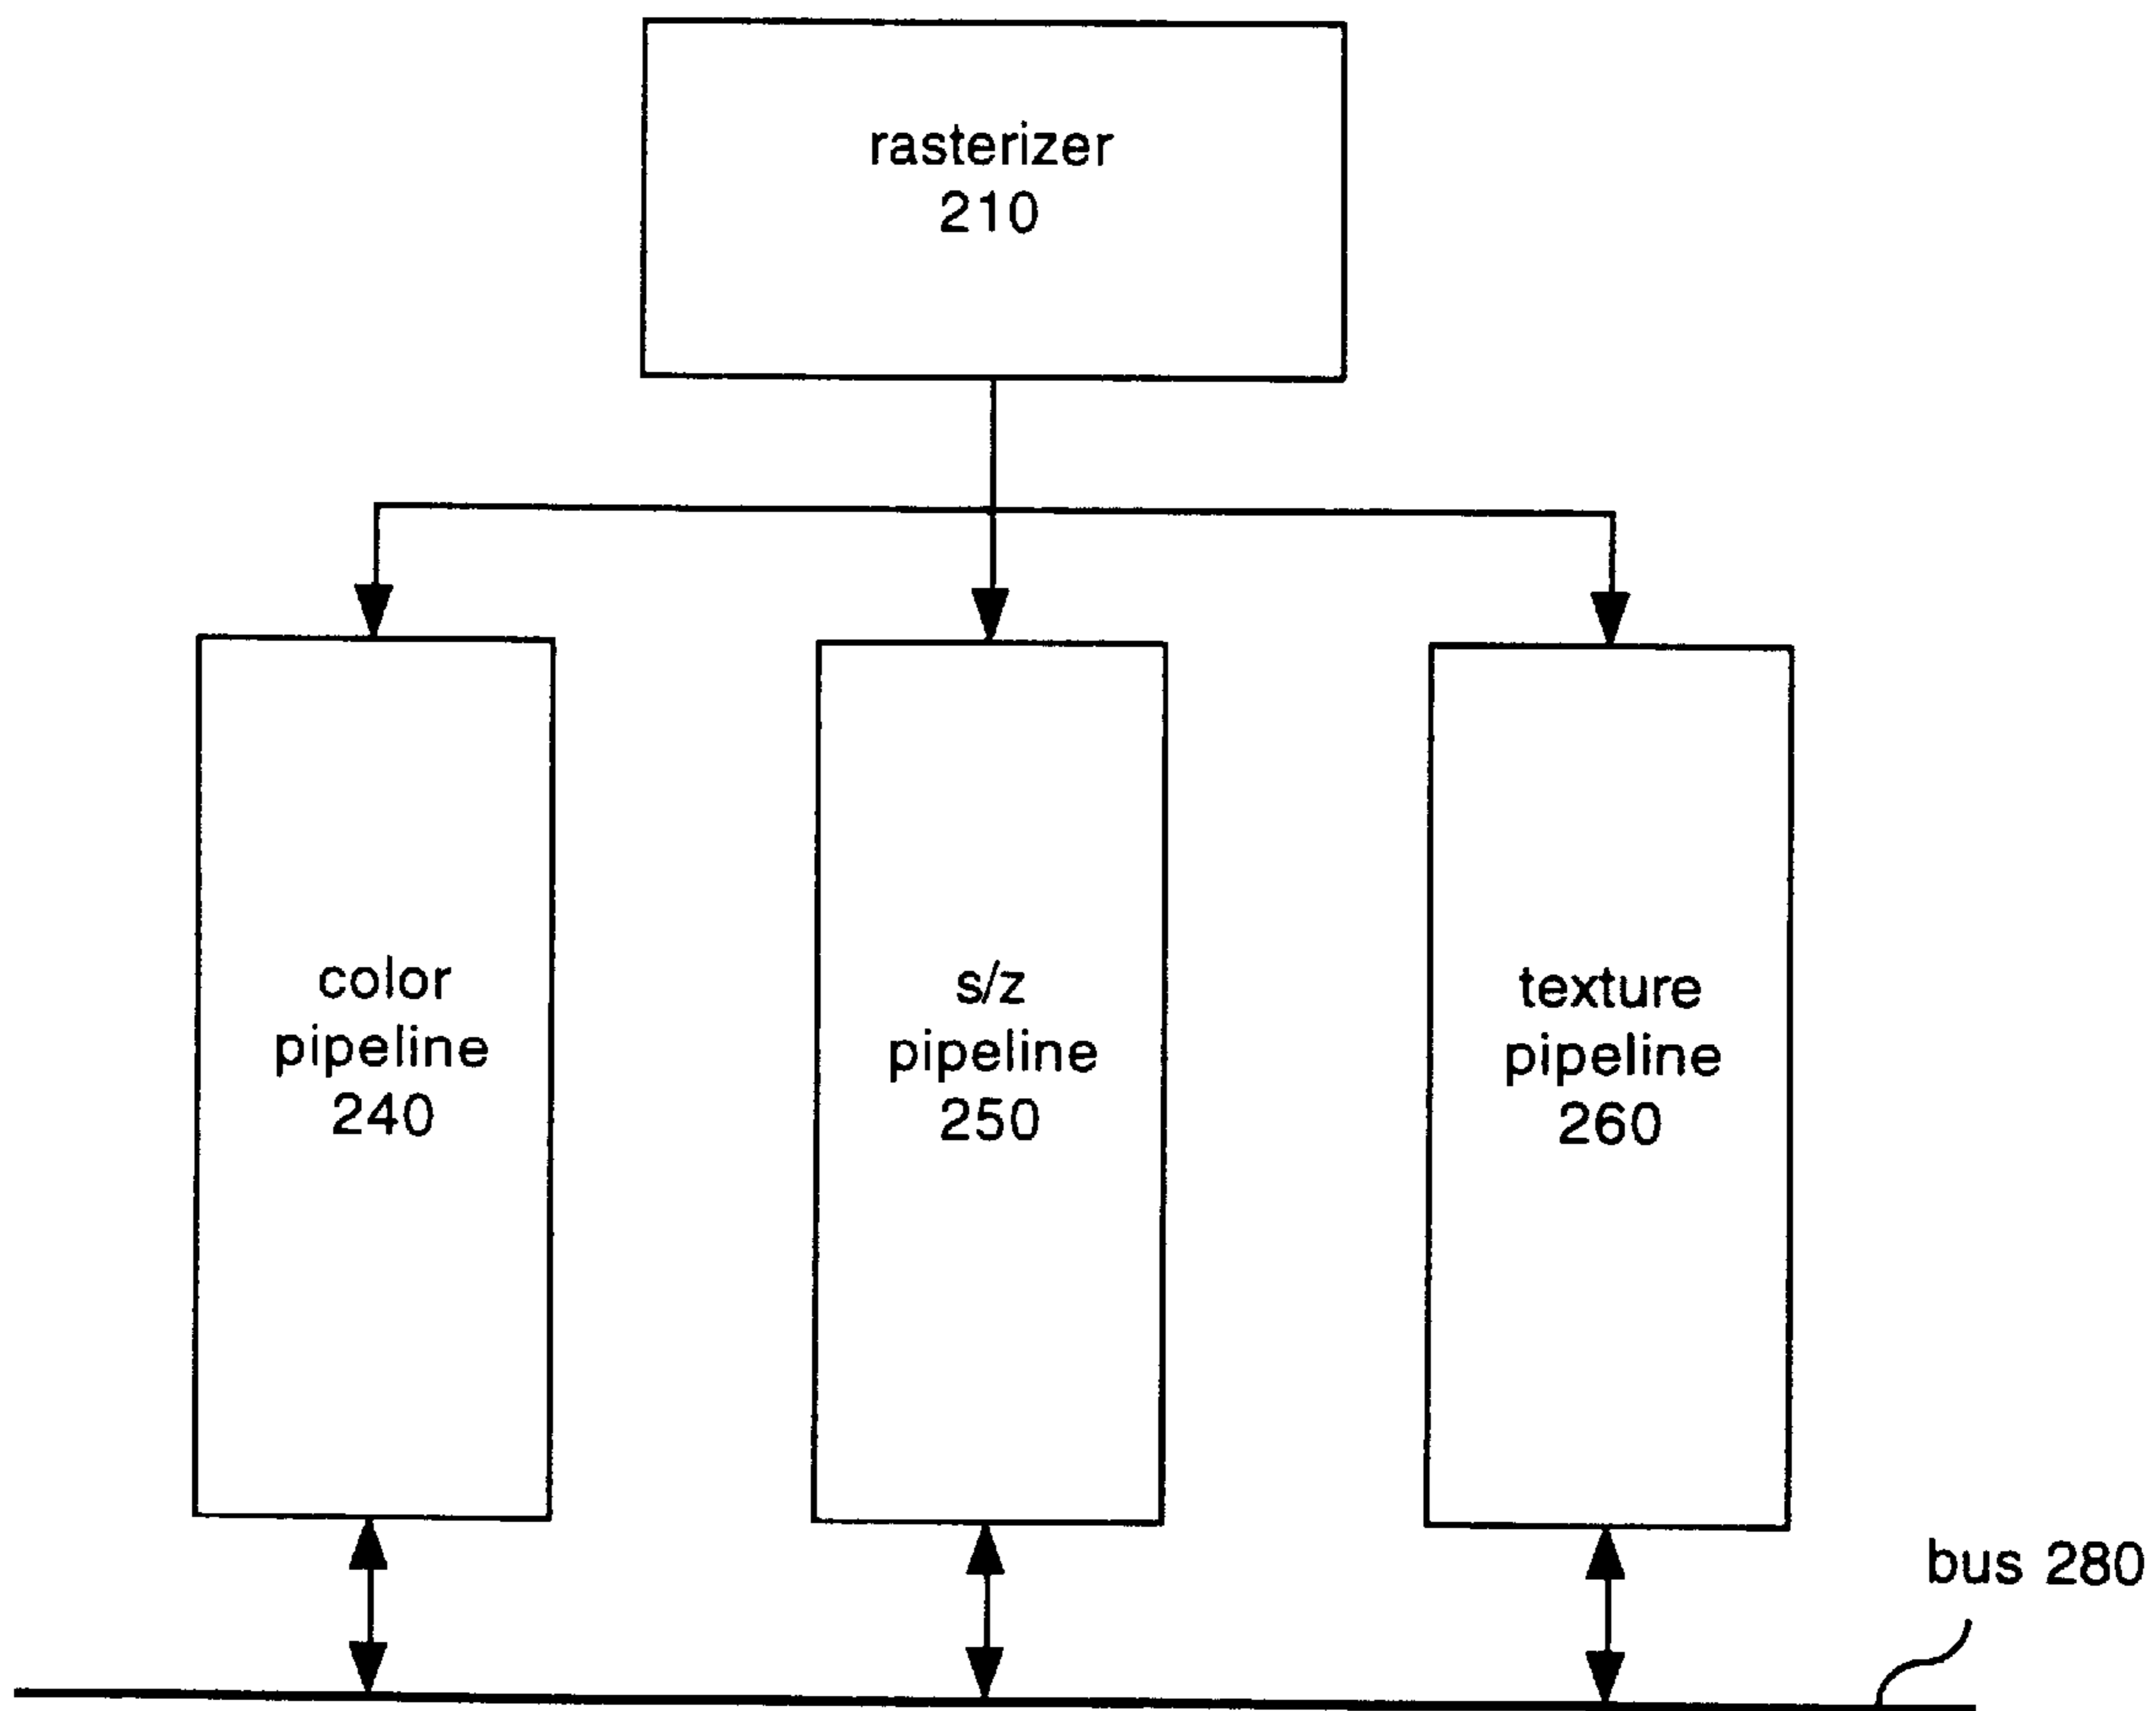 rasterizer
210
color
pipeline
240
s/z
pipeline
250
texture
pipeline
260
bus 280